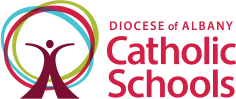 DIOCESE of ALBANY
Catholic
Schools